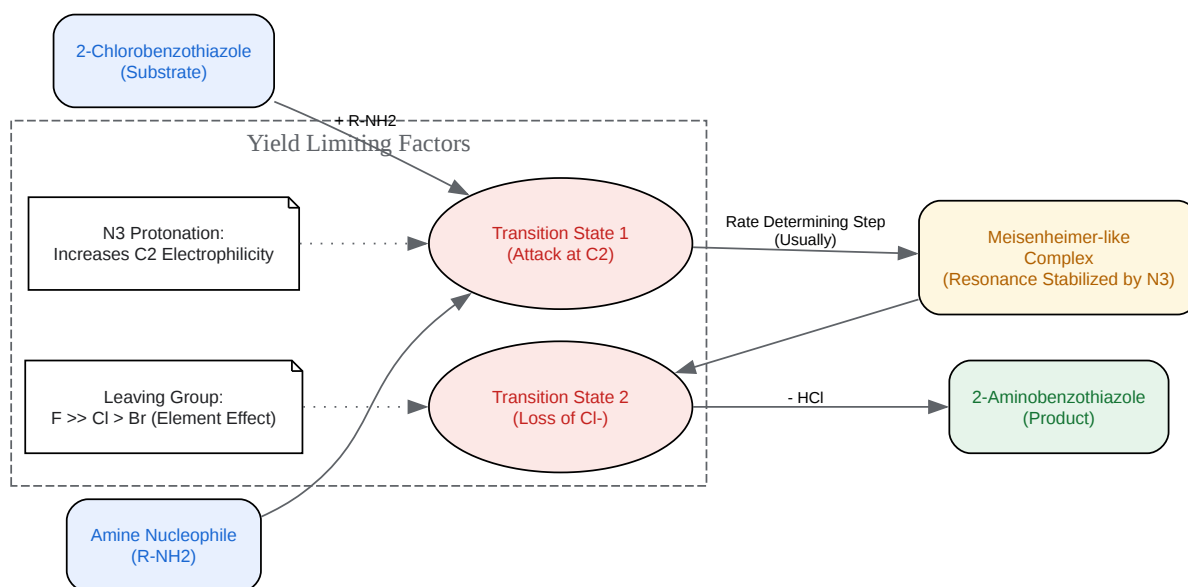 2-Chlorobenzothiazole
(Substrate)
+ R-NH2
Yield Limiting Factors
N3 Protonation:
Increases C2 Electrophilicity
Transition State 1
(Attack at C2)
Rate Determining Step
(Usually)
Meisenheimer-like
Complex
(Resonance Stabilized by N3)
Leaving Group:
F >> Cl > Br (Element Effect)
Transition State 2
(Loss of Cl-)
- HCl
2-Aminobenzothiazole
(Product)
Amine Nucleophile
(R-NH2)